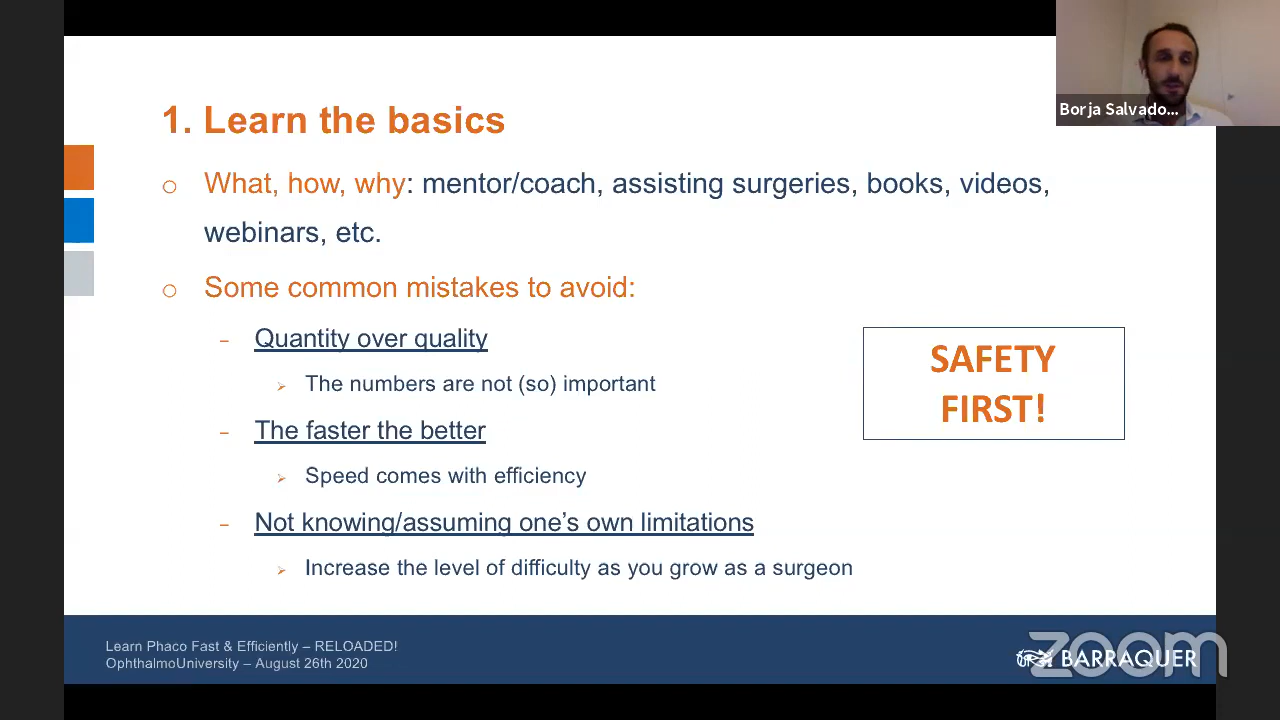 Borja Salvado...
1. Learn the basics
What, how, why: mentor/coach, assisting surgeries, books, videos,
webinars, etc.
Some common mistakes to avoid:
Quantity over quality
The numbers are not (so) important
The faster the better
Speed comes with efficiency
Not knowing/assuming one's own limitations
Increase the level of difficulty as you grow as a surgeon
SAFETY
FIRST!
Learn Phaco Fast & Efficiently – RELOADED!
OphthalmoUniversity – August 26th 2020
BARRAQUER
zoom